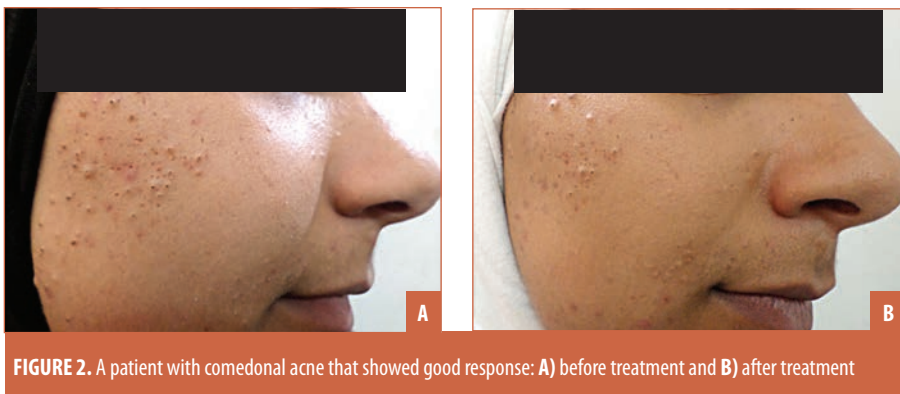 A
B
FIGURE 2. A patient with comedonal acne that showed good response: A) before treatment and B) after treatment